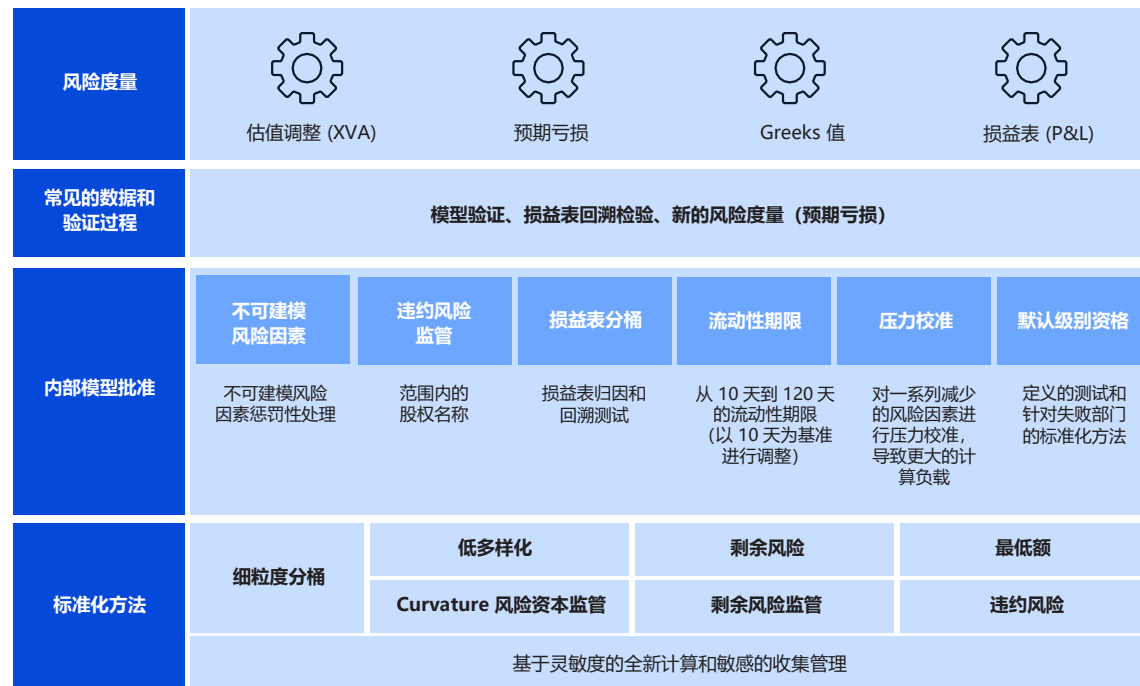 风险度量
估值调整 (XVA)
预期亏损
Greeks 值
损益表 (P&L)
常见的数据和
验证过程
模型验证、损益表回溯检验、新的风险度量（预期亏损）
内部模型批准
不可建模
风险因素
违约风险
监管
损益表分桶
流动性期限
压力校准
默认级别资格
不可建模风险
因素惩罚性处理
范围内的
股权名称
损益表归因和
回溯测试
从 10 天到 120 天
的流动性期限
(以 10 天为基准
进行调整）
对一系列减少
的风险因素进
行压力校准，
导致更大的计
算负载
定义的测试和
针对失败部门
的标准化方法
标准化方法
细粒度分桶
低多样化
剩余风险
最低额
Curvature 风险资本监管
剩余风险监管
违约风险
基于灵敏度的全新计算和敏感的收集管理